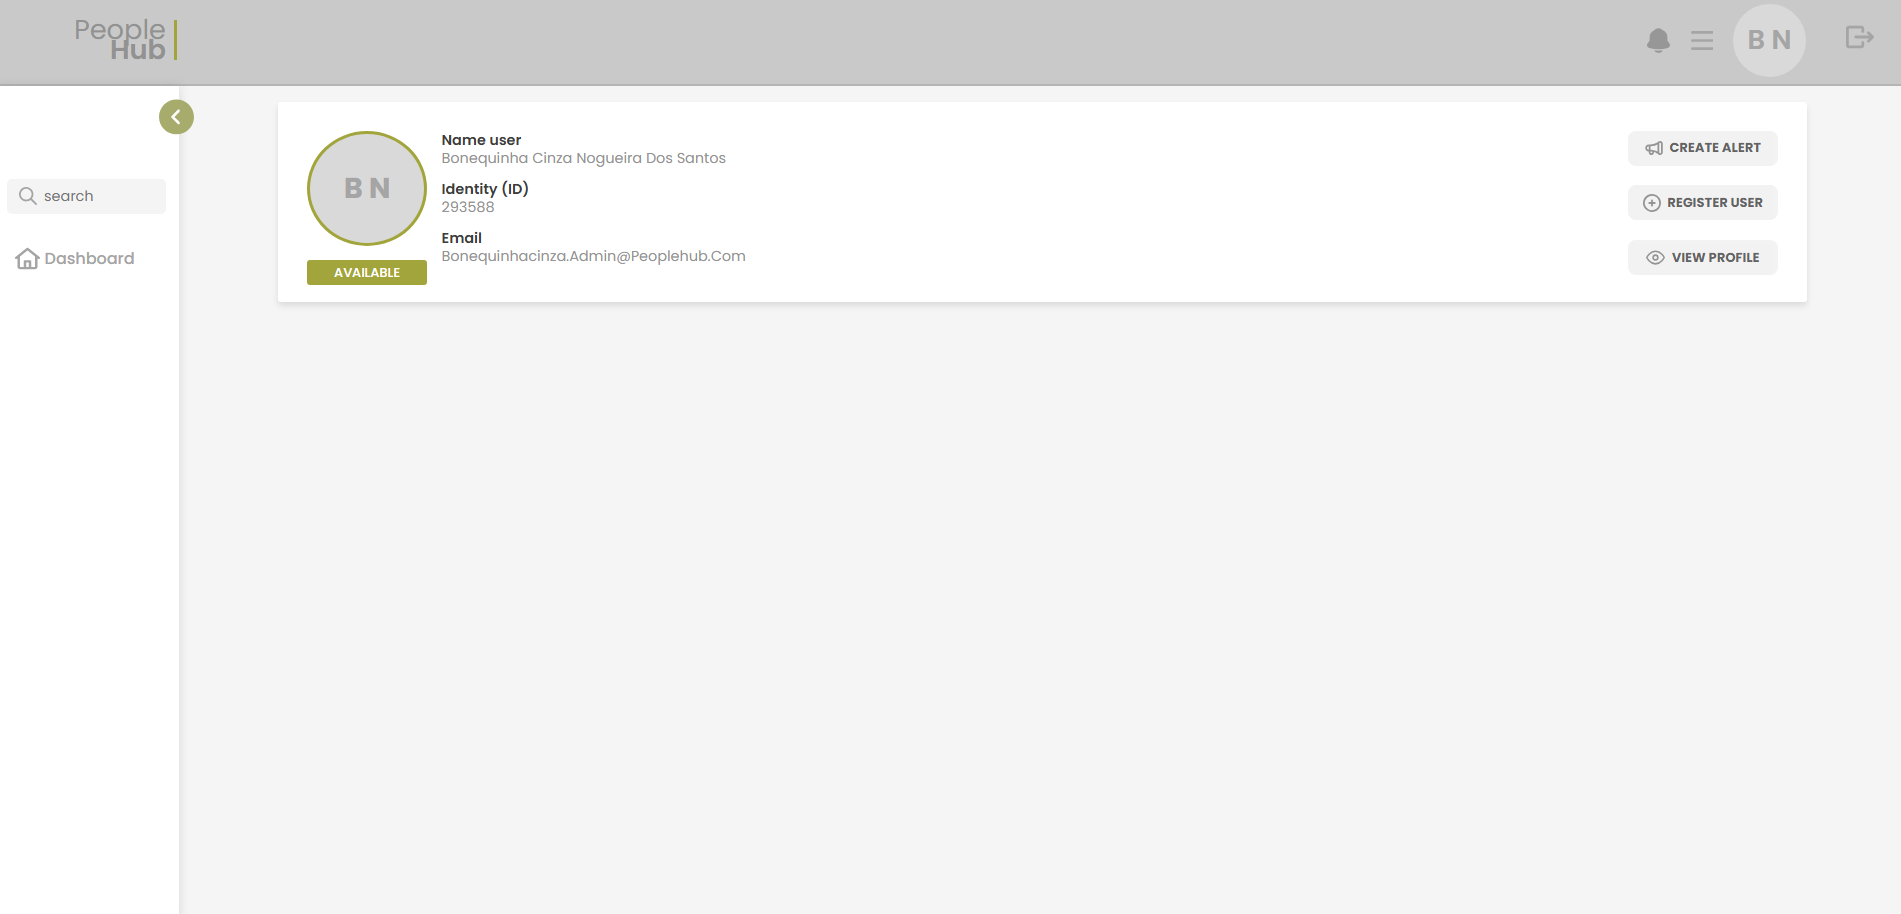 People
Hub
B N
search
Dashboard
B N
AVAILABLE
Name user
Bonequinha Cinza Nogueira Dos Santos
Identity (ID)
293588
Email
Bonequinhacinza.Admin@Peoplehub.Com
CREATE ALERT
REGISTER USER
VIEW PROFILE